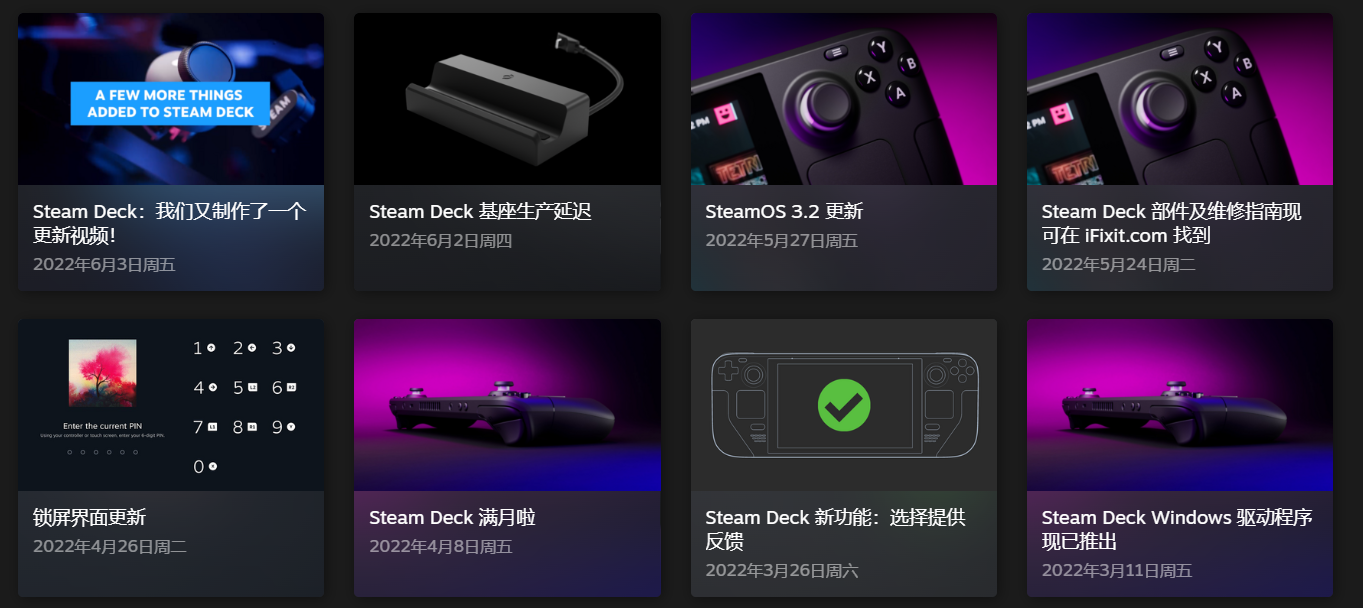 A FEW MORE THINGS
ADDED TO STEAM DECK
STEAM
Y
B
X
A
PM
TETRI
Y
B
X
A
PM
TETRI
Steam Deck：我们又制作了一个
更新视频！
2022年6月3日周五
Steam Deck 基座生产延迟
2022年6月2日周四
SteamOS 3.2 更新
2022年5月27日周五
Steam Deck 部件及维修指南现
可在 iFixit.com 找到
2022年5月24日周二
1 2 3
4 5 6
Enter the current PIN
Using your controller or touch screen, enter your 6-digit PIN.
7 8 9
0
锁屏界面更新
2022年4月26日周二
Steam Deck 满月啦
2022年4月8日周五
Steam Deck 新功能：选择提供
反馈
2022年3月26日周六
Steam Deck Windows 驱动程序
现已推出
2022年3月11日周五